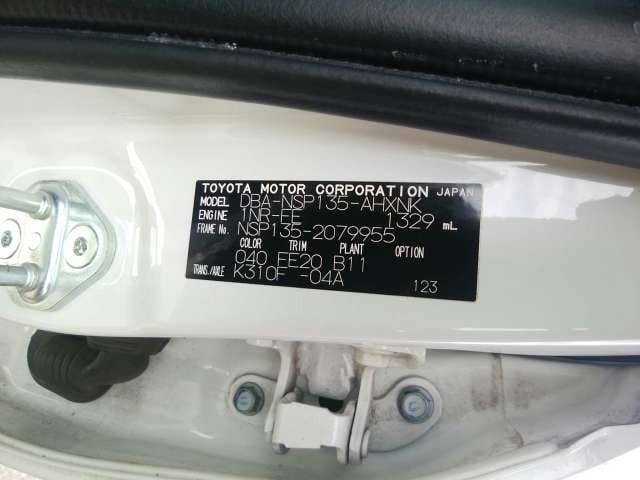 TOYOTA MOTOR CORPORATION JAPAN
MODEL DBA-NSP135-AHXNK
ENGINE 1NR-FE 1329 mL
FRAME No. NSP135-2079955
COLOR TRIM PLANT OPTION
040 FE20 B11
TRANS./AXLE K310F -04A
123